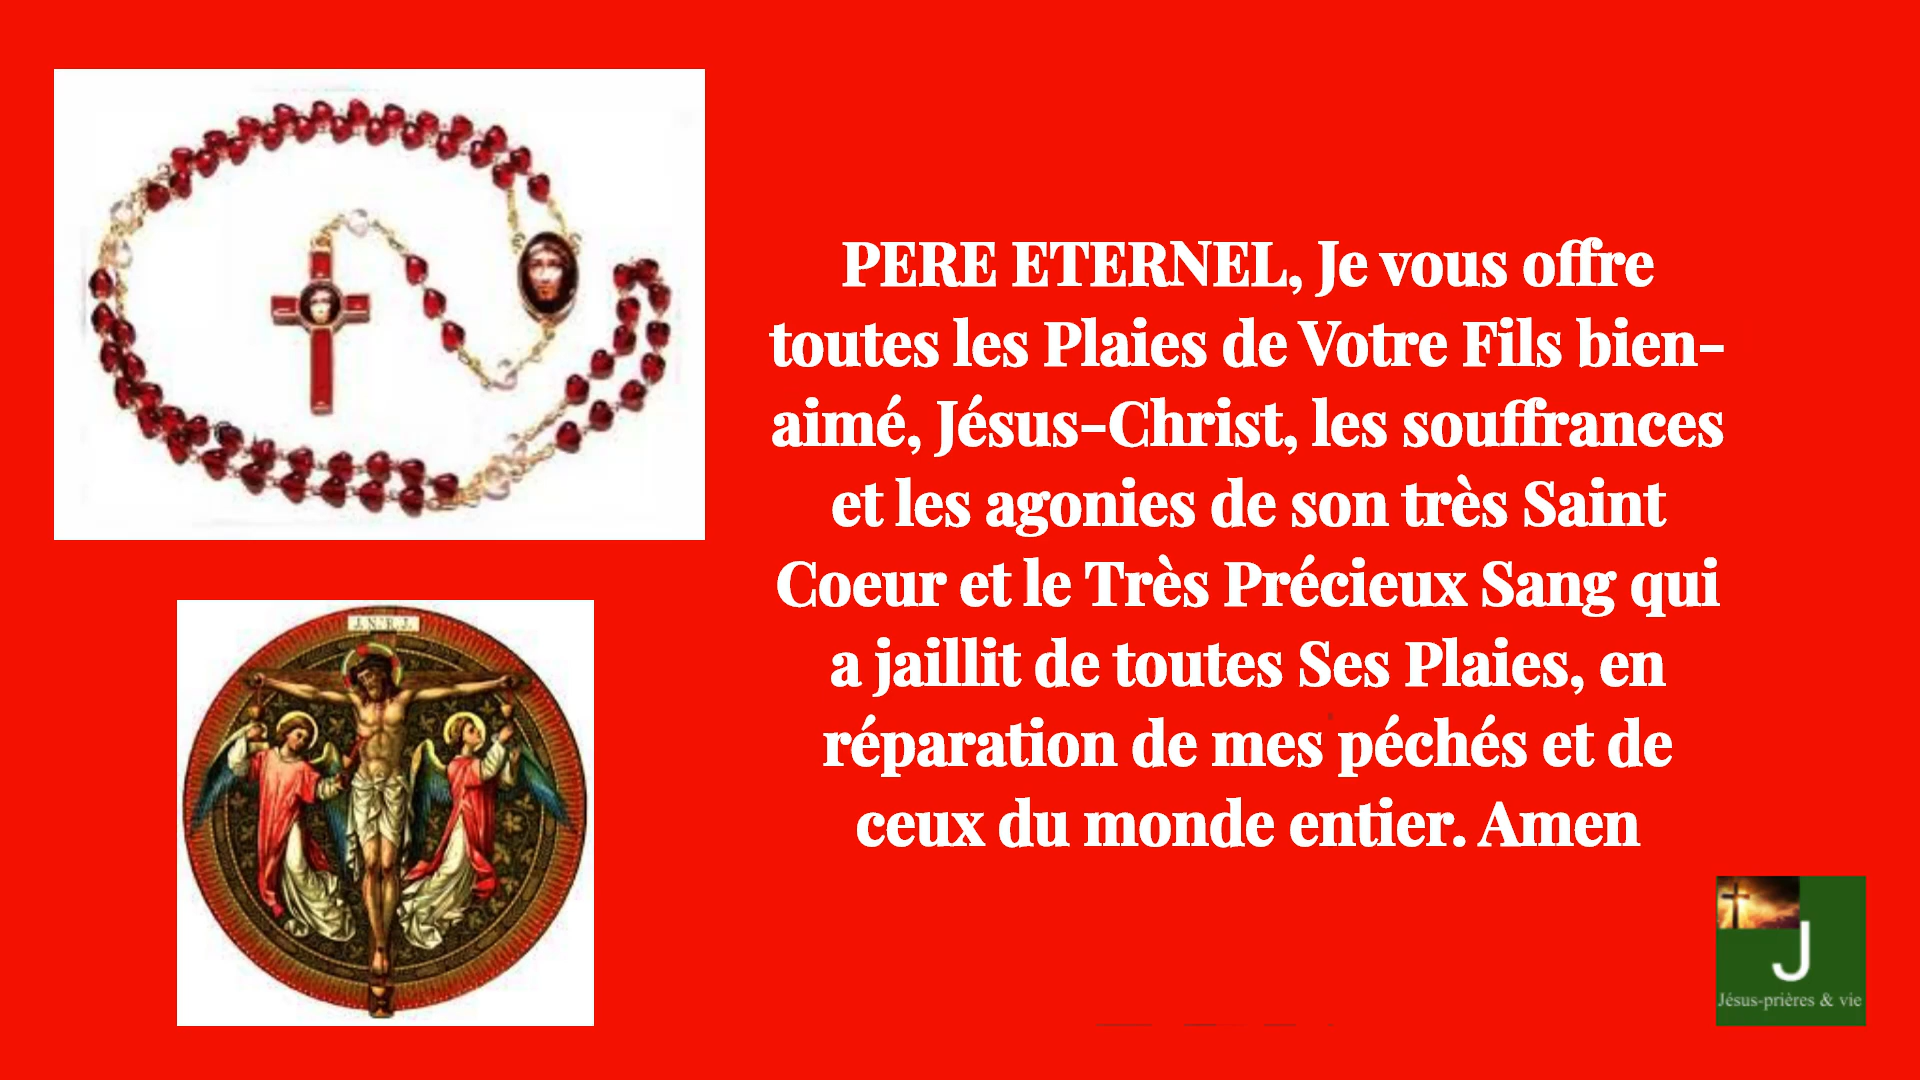 PERE ETERNEL, Je vous offre
toutes les Plaies de Votre Fils bien-
aimé, Jésus-Christ, les souffrances
et les agonies de son très Saint
Coeur et le Très Précieux Sang qui
a jaillit de toutes Ses Plaies, en
réparation de mes péchés et de
ceux du monde entier. Amen
J.N.R.J.
J
Jésus-prières & vie